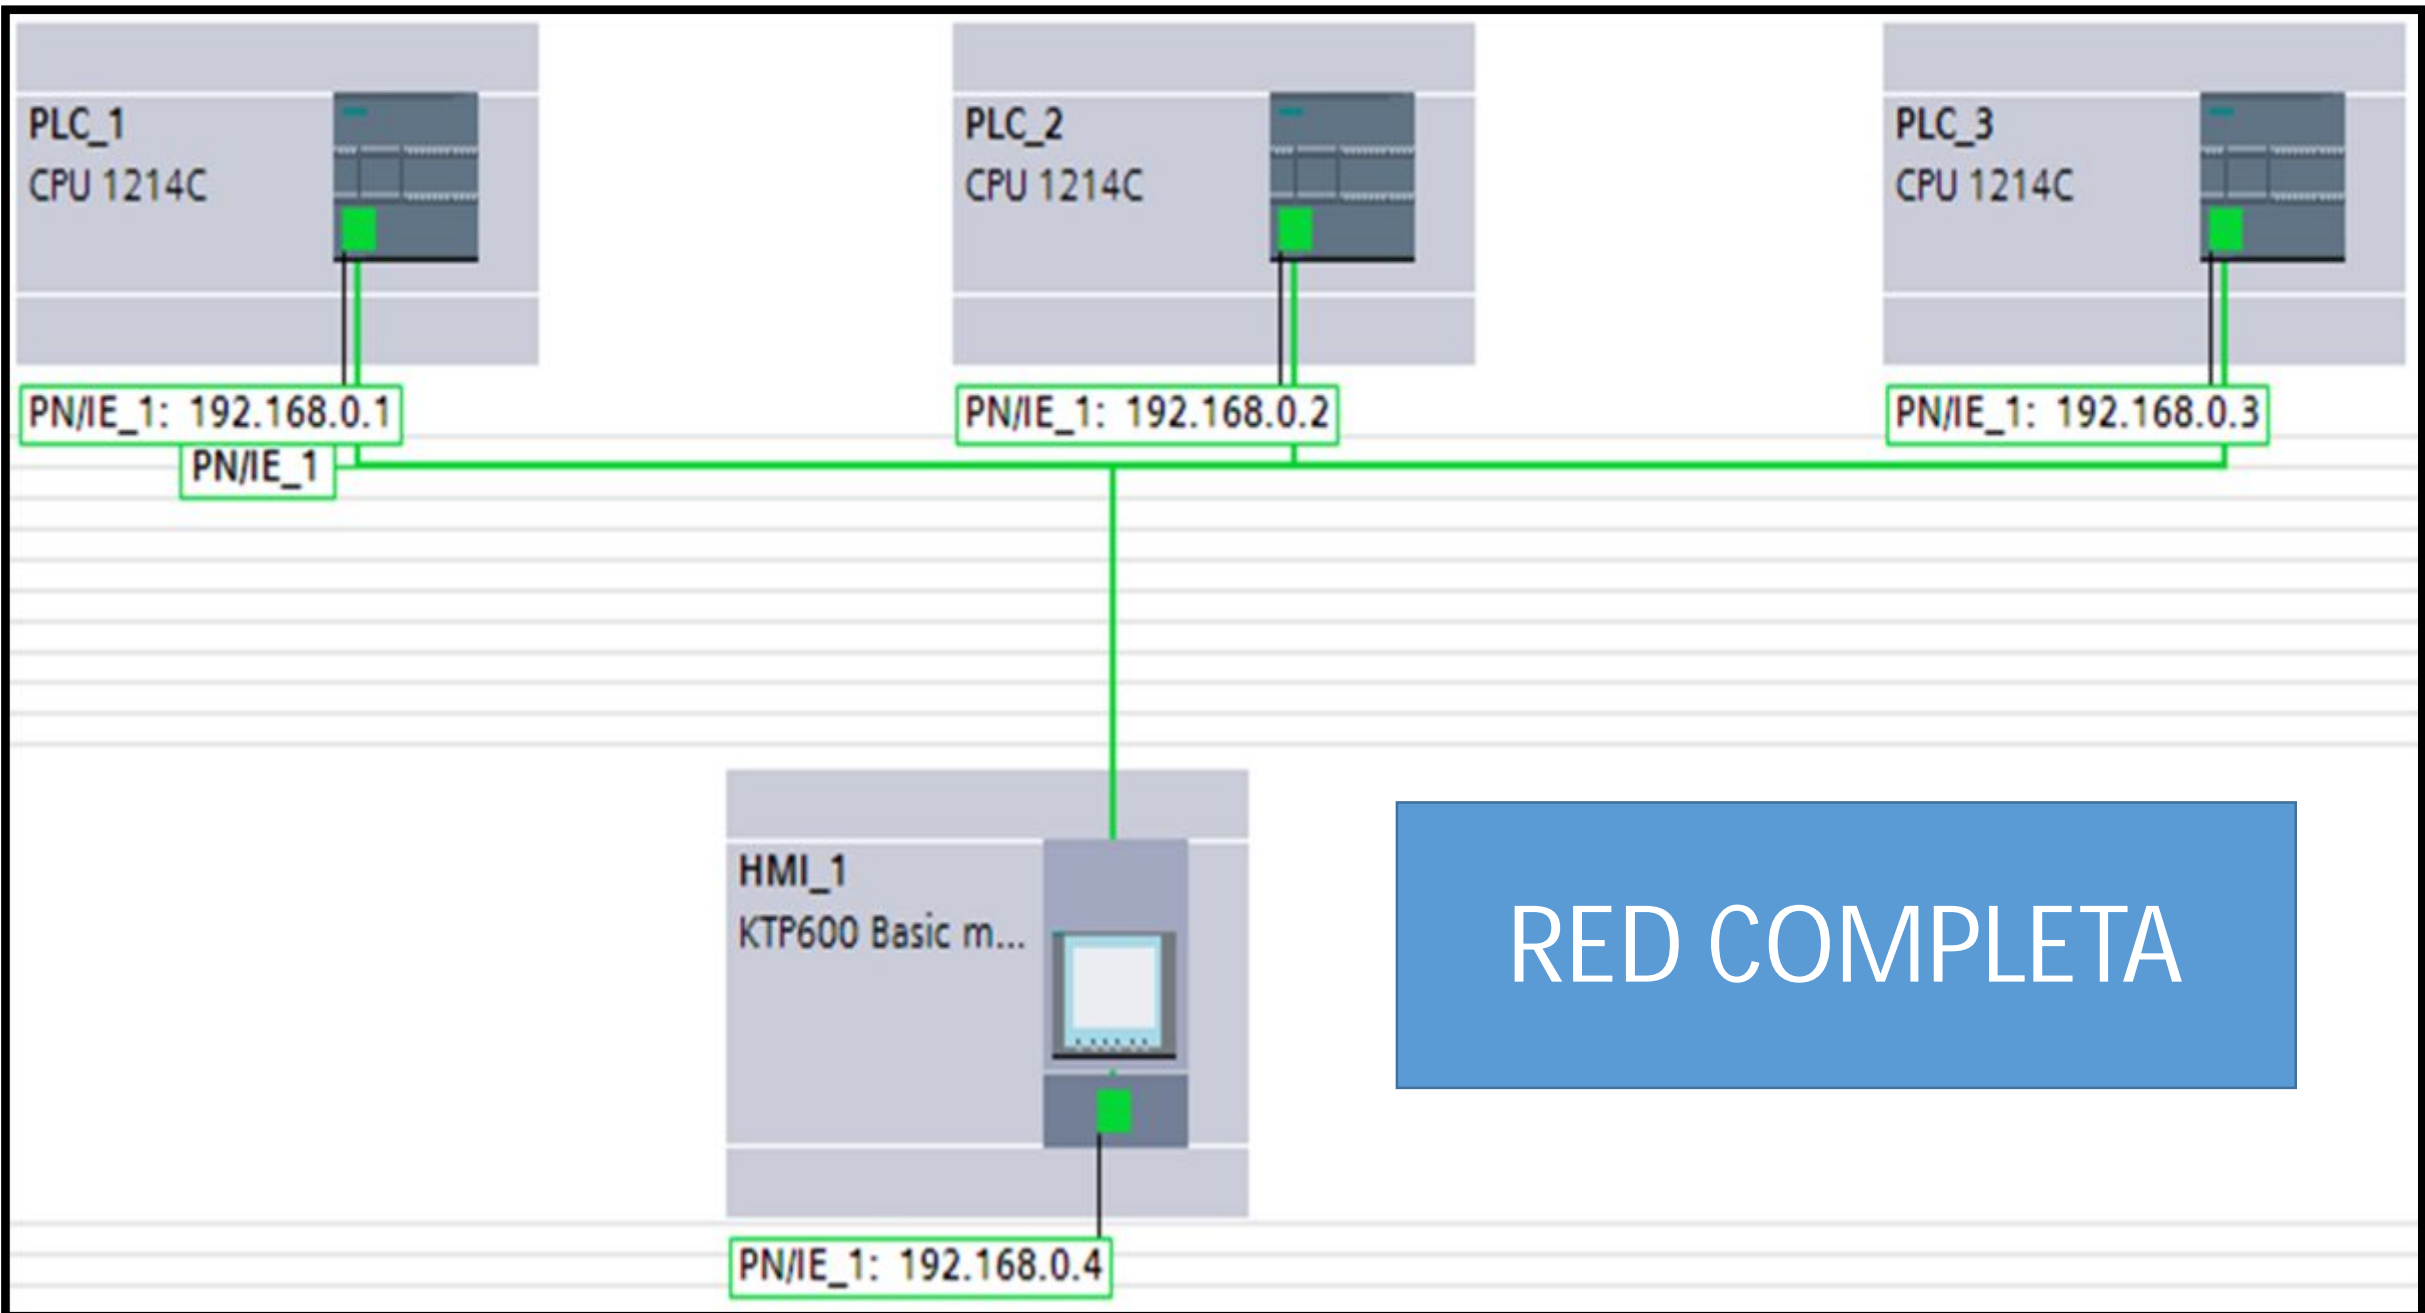 PLC_1
CPU 1214C
PLC_2
CPU 1214C
PLC_3
CPU 1214C
PN/IE_1: 192.168.0.1
PN/IE_1: 192.168.0.2
PN/IE_1: 192.168.0.3
PN/IE_1
HMI_1
KTP600 Basic m...
RED COMPLETA
PN/IE_1: 192.168.0.4